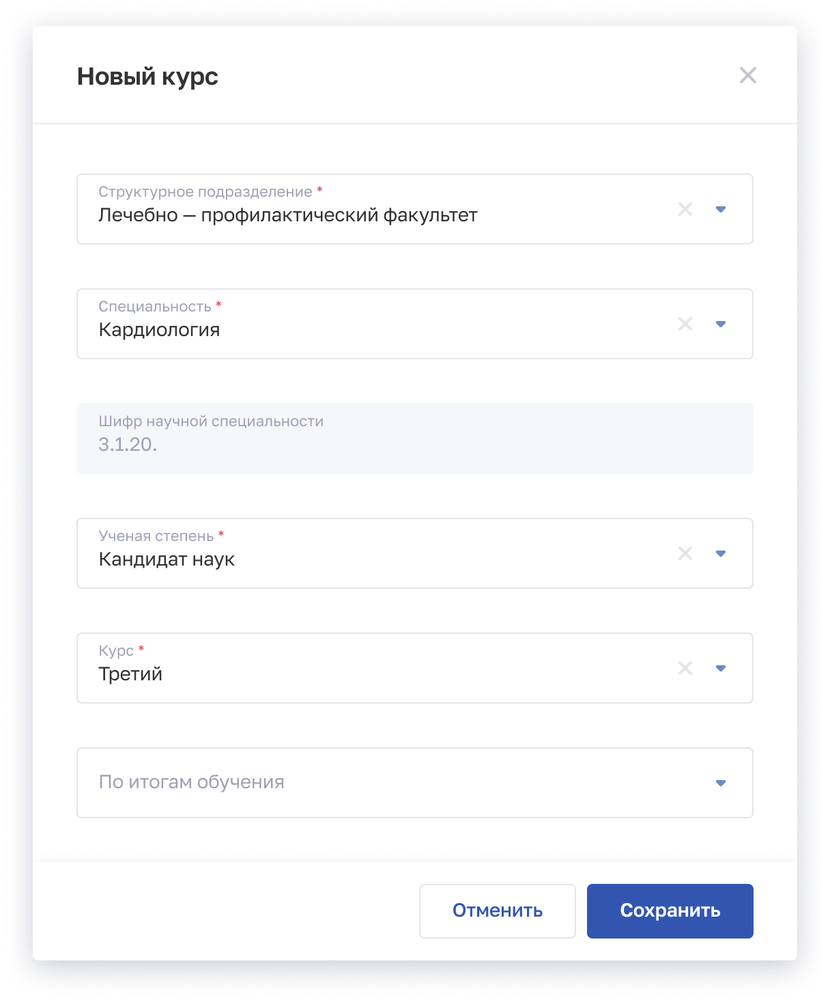 Новый курс
Структурное подразделение *
Лечебно — профилактический факультет
Специальность *
Кардиология
Шифр научной специальности
3.1.20.
Ученая степень *
Кандидат наук
Курс *
Третий
По итогам обучения
Отменить
Сохранить